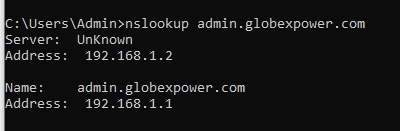 C:\Users\Admin>nslookup admin.globexpower.com
Server:  UnKnown
Address:  192.168.1.2
Name:    admin.globexpower.com
Address:  192.168.1.1